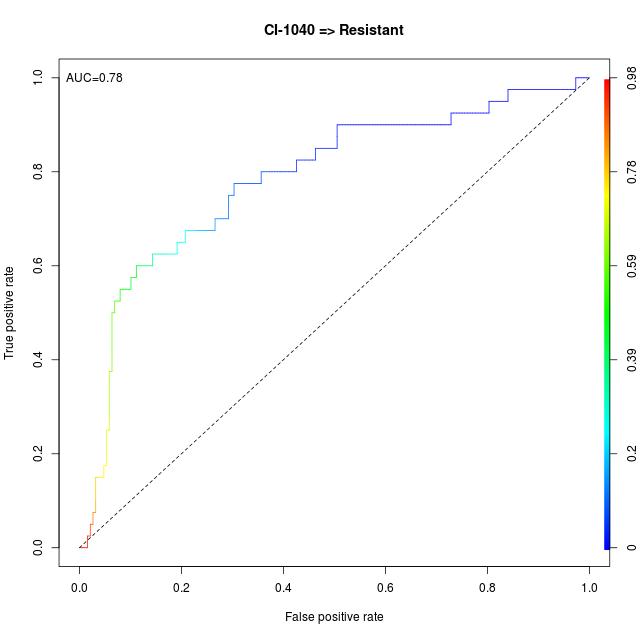 CI-1040 => Resistant
AUC=0.78
True positive rate
1.0
0.8
0.6
0.4
0.2
0.0
0.0 0.2 0.4 0.6 0.8 1.0
False positive rate
0.98
0.78
0.59
0.39
0.2
0